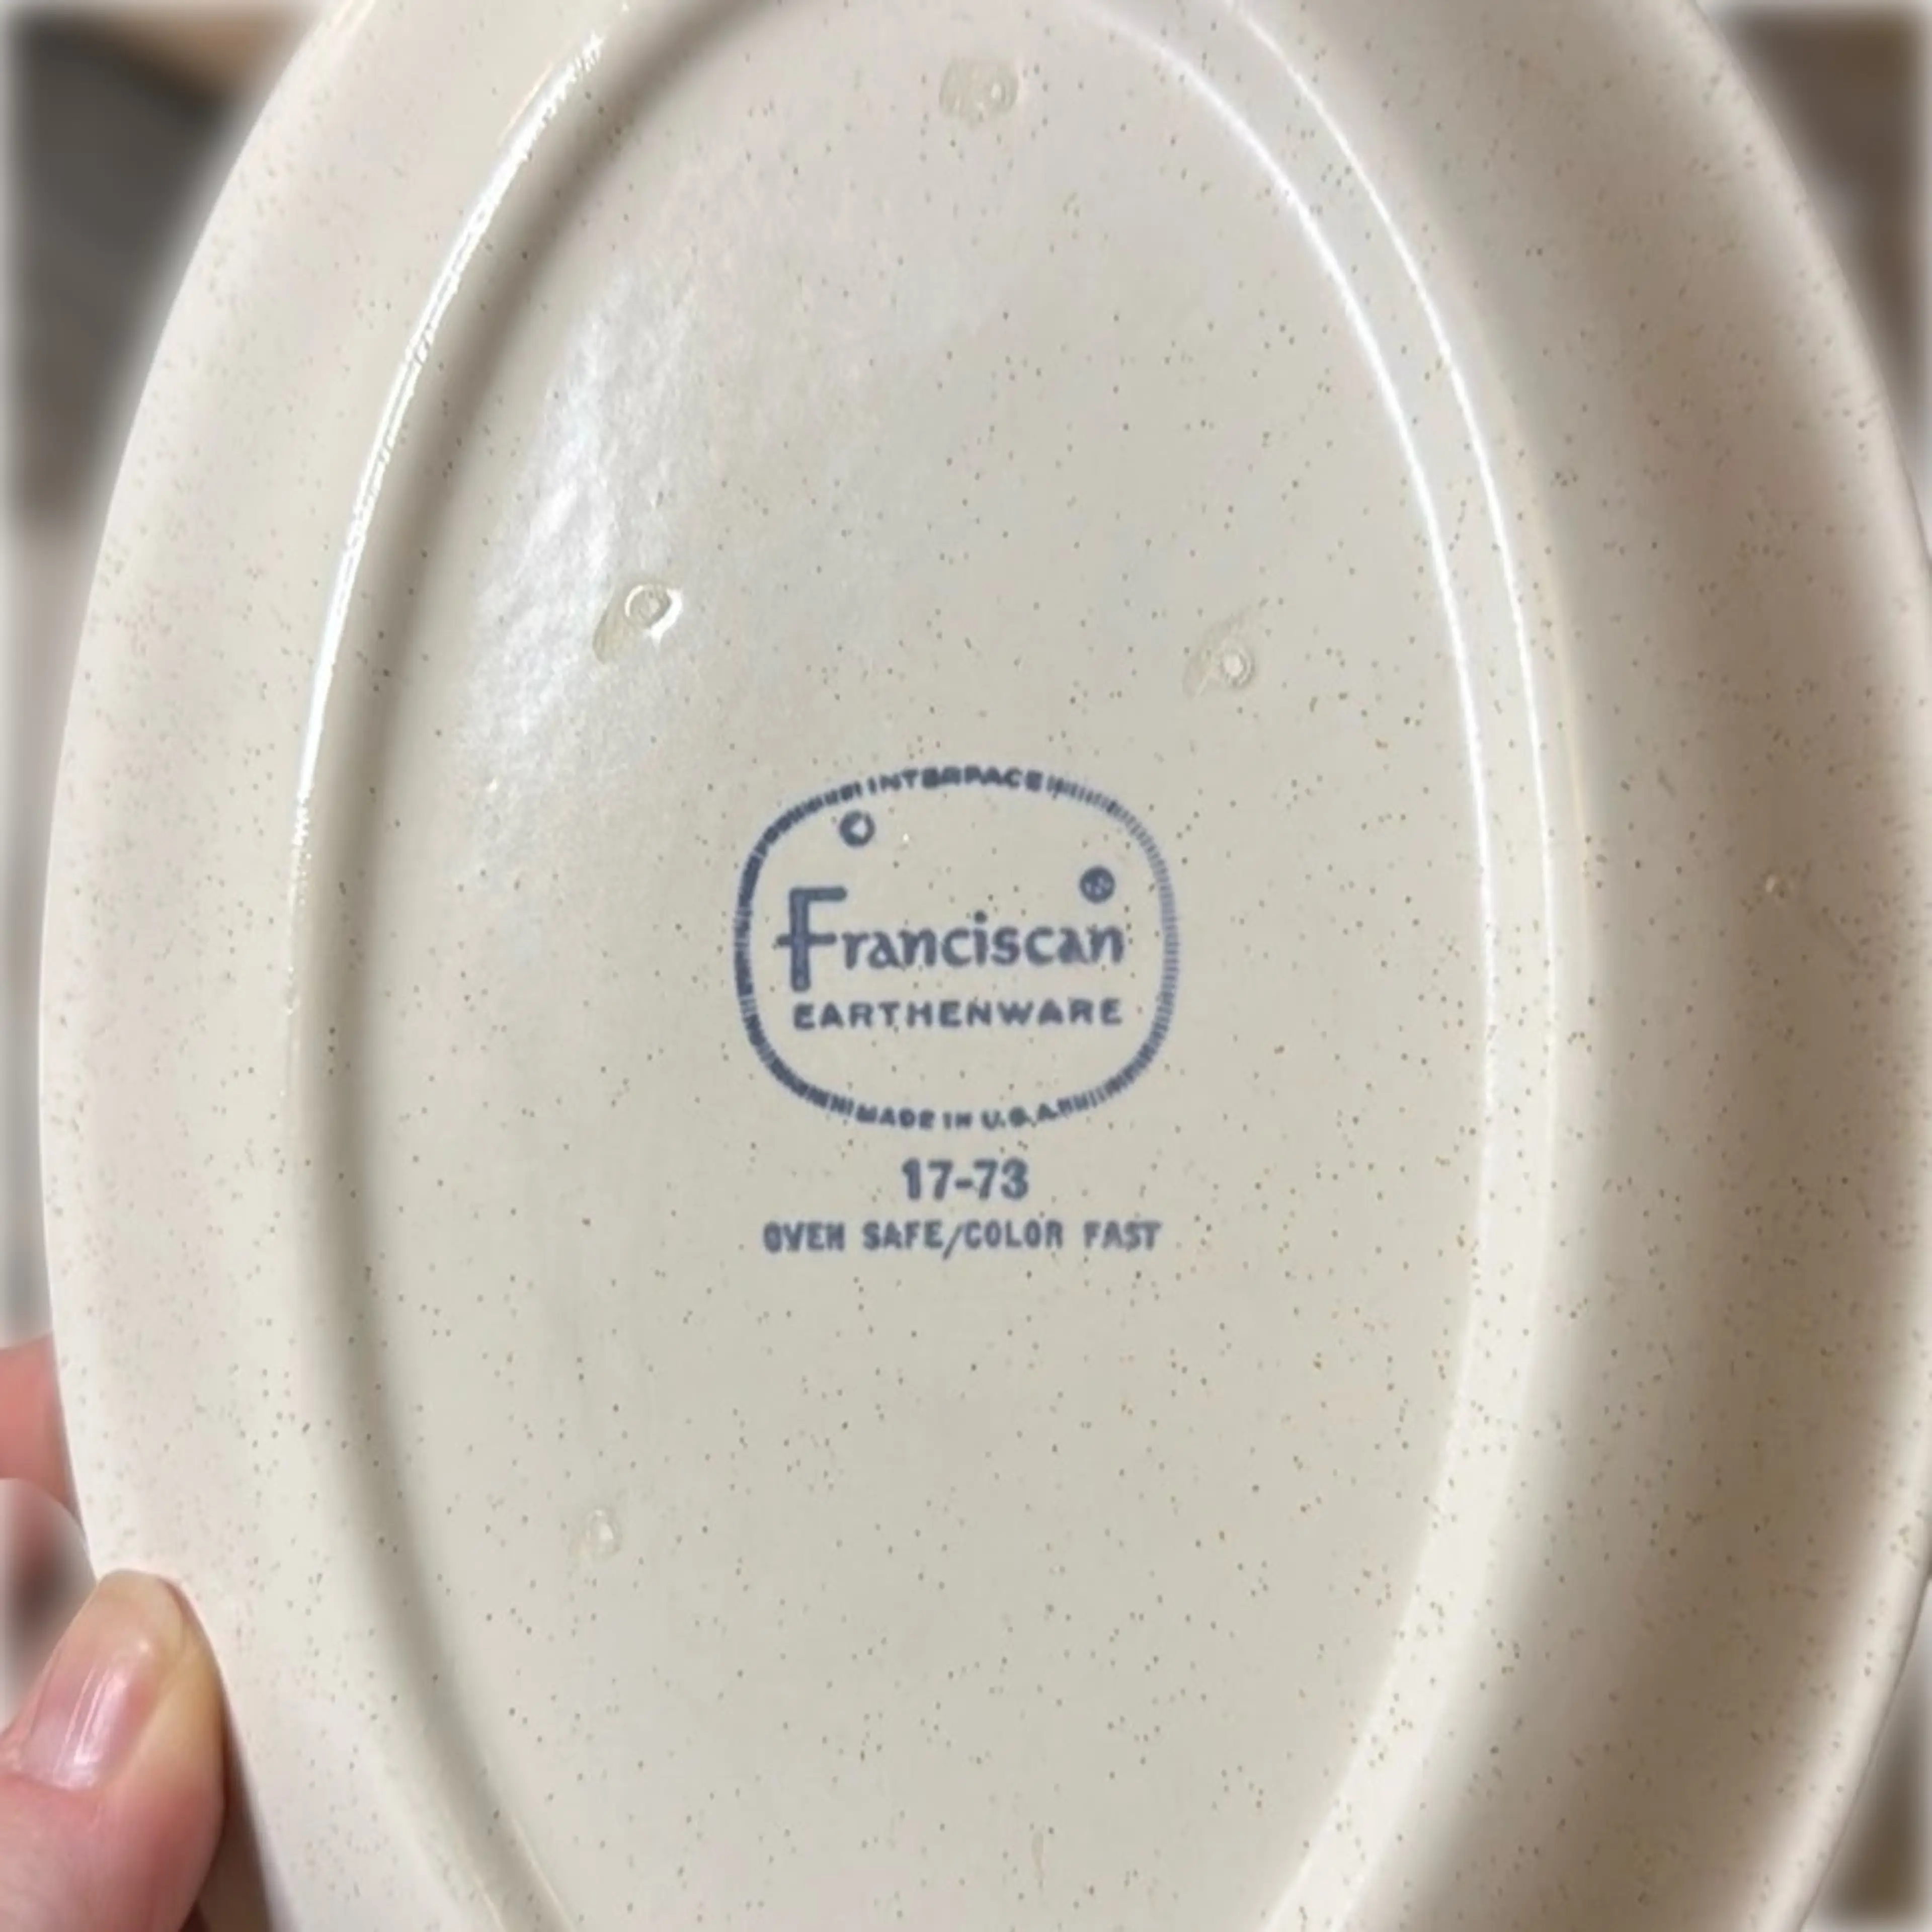 INTERPACE
©
®
Franciscan
EARTHENWARE
MADE IN U.S.A.
17-73
OVEN SAFE/COLOR FAST